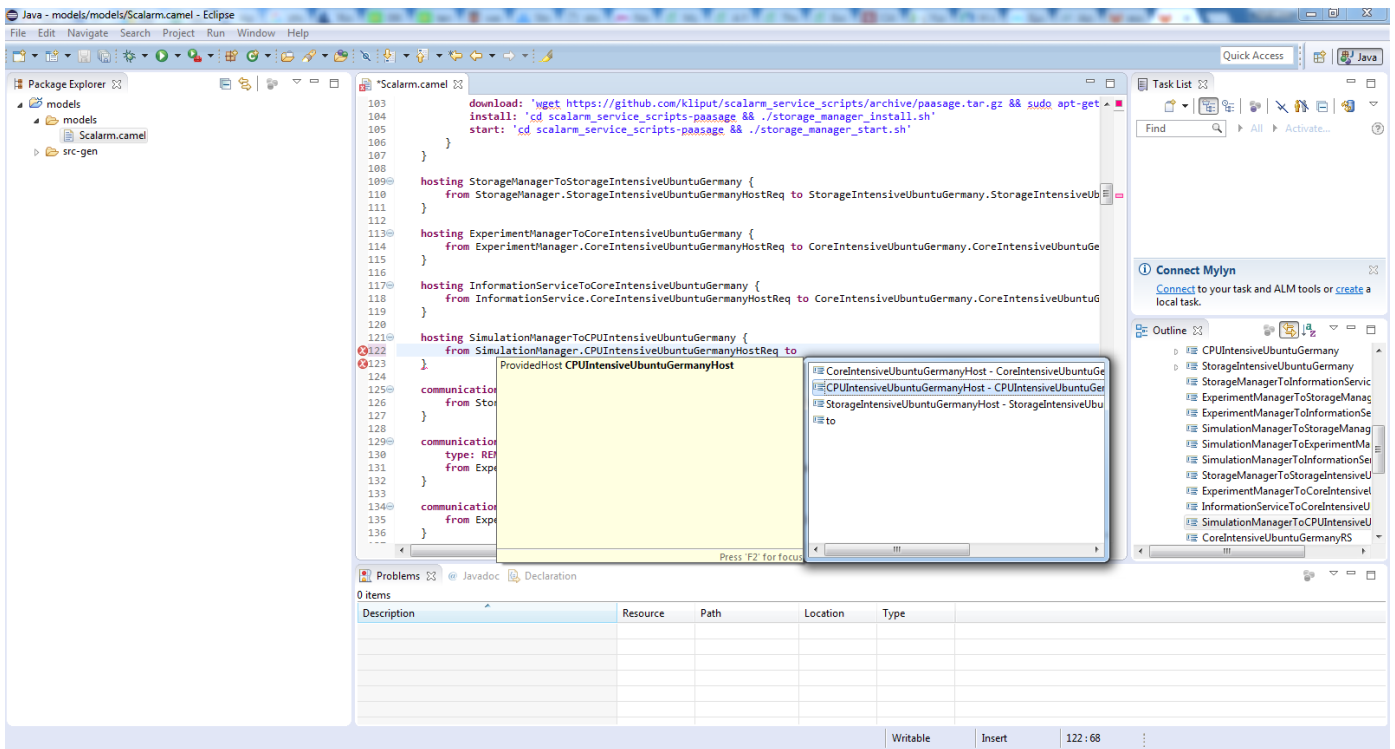 Java - models/models/Scalarm.camel - Eclipse
File Edit Navigate Search Project Run Window Help
Quick Access
Java
Package Explorer
models
models
Scalarm.camel
src-gen
*Scalarm.camel
103 download: 'wget https://github.com/kliput/scalarm_service_scripts/archive/paasage.tar.gz && sudo apt-get
104 install: 'cd scalarm_service_scripts-paasage && ./storage_manager_install.sh'
105 start: 'cd scalarm_service_scripts-paasage && ./storage_manager_start.sh'
106 }
107 }
108
109 hosting StorageManagerToStorageIntensiveUbuntuGermany {
110 from StorageManager.StorageIntensiveUbuntuGermanyHostReq to StorageIntensiveUbuntuGermany.StorageIntensiveUb
111 }
112
113 hosting ExperimentManagerToCoreIntensiveUbuntuGermany {
114 from ExperimentManager.CoreIntensiveUbuntuGermanyHostReq to CoreIntensiveUbuntuGermany.CoreIntensiveUbuntuGe
115 }
116
117 hosting InformationServiceToCoreIntensiveUbuntuGermany {
118 from InformationService.CoreIntensiveUbuntuGermanyHostReq to CoreIntensiveUbuntuGermany.CoreIntensiveUbuntuG
119 }
120
121 hosting SimulationManagerToCPUIntensiveUbuntuGermany {
122 from SimulationManager.CPUIntensiveUbuntuGermanyHostReq to
123 }
124
125 communication
126 from Stor
127 }
128
129 communication
130 type: REM
131 from Expe
132 }
133
134 communication
135 from Expe
136 }
ProvidedHost CPUIntensiveUbuntuGermanyHost
Press 'F2' for focus
CoreIntensiveUbuntuGermanyHost - CoreIntensiveUbuntuGe
CPUIntensiveUbuntuGermanyHost - CPUIntensiveUbuntuGer
StorageIntensiveUbuntuGermanyHost - StorageIntensiveUbu
to
Task List
Find All Activate...
Connect Mylyn
Connect to your task and ALM tools or create a
local task.
Outline
CPUIntensiveUbuntuGermany
StorageIntensiveUbuntuGermany
StorageManagerToInformationServic
ExperimentManagerToStorageManag
ExperimentManagerToInformationSe
SimulationManagerToStorageManag
SimulationManagerToExperimentMa
SimulationManagerToInformationSer
StorageManagerToStorageIntensiveU
ExperimentManagerToCoreIntensiveU
InformationServiceToCoreIntensiveU
SimulationManagerToCPUIntensiveU
CoreIntensiveUbuntuGermanyRS
Problems @ Javadoc Declaration
0 items
Description Resource Path Location Type
Writable Insert 122 : 68